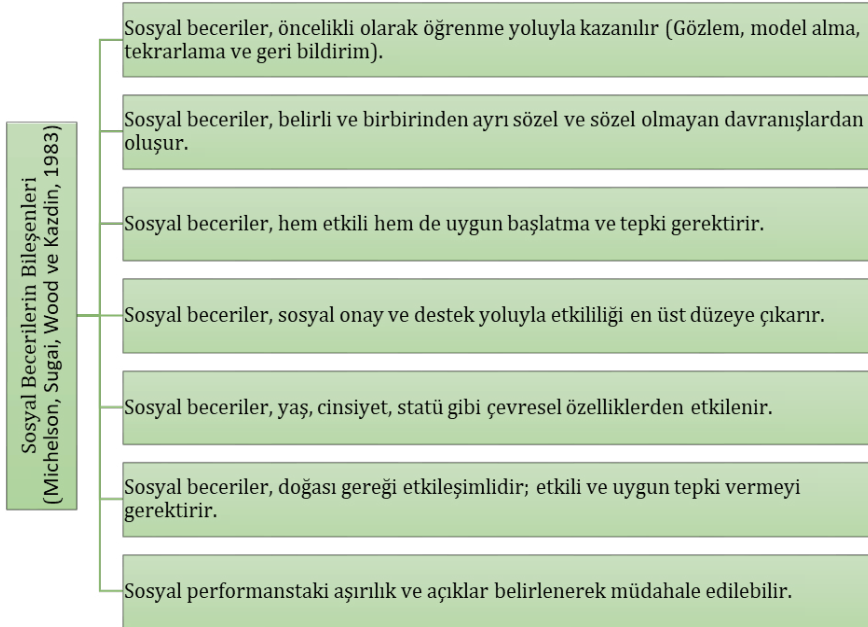 Sosyal Becerilerin Bileşenleri
(Michelson, Sugai, Wood ve Kazdin, 1983)
Sosyal beceriler, öncelikli olarak öğrenme yoluyla kazanılır (Gözlem, model alma,
tekrarlama ve geri bildirim).
Sosyal beceriler, belirli ve birbirinden ayrı sözel ve sözel olmayan davranışlardan
oluşur.
Sosyal beceriler, hem etkili hem de uygun başlatma ve tepki gerektirir.
Sosyal beceriler, sosyal onay ve destek yoluyla etkililiği en üst düzeye çıkarır.
Sosyal beceriler, yaş, cinsiyet, statü gibi çevresel özelliklerden etkilenir.
Sosyal beceriler, doğası gereği etkileşimlidir; etkili ve uygun tepki vermeyi
gerektirir.
Sosyal performanstaki aşırılık ve açıklar belirlenerek müdahale edilebilir.